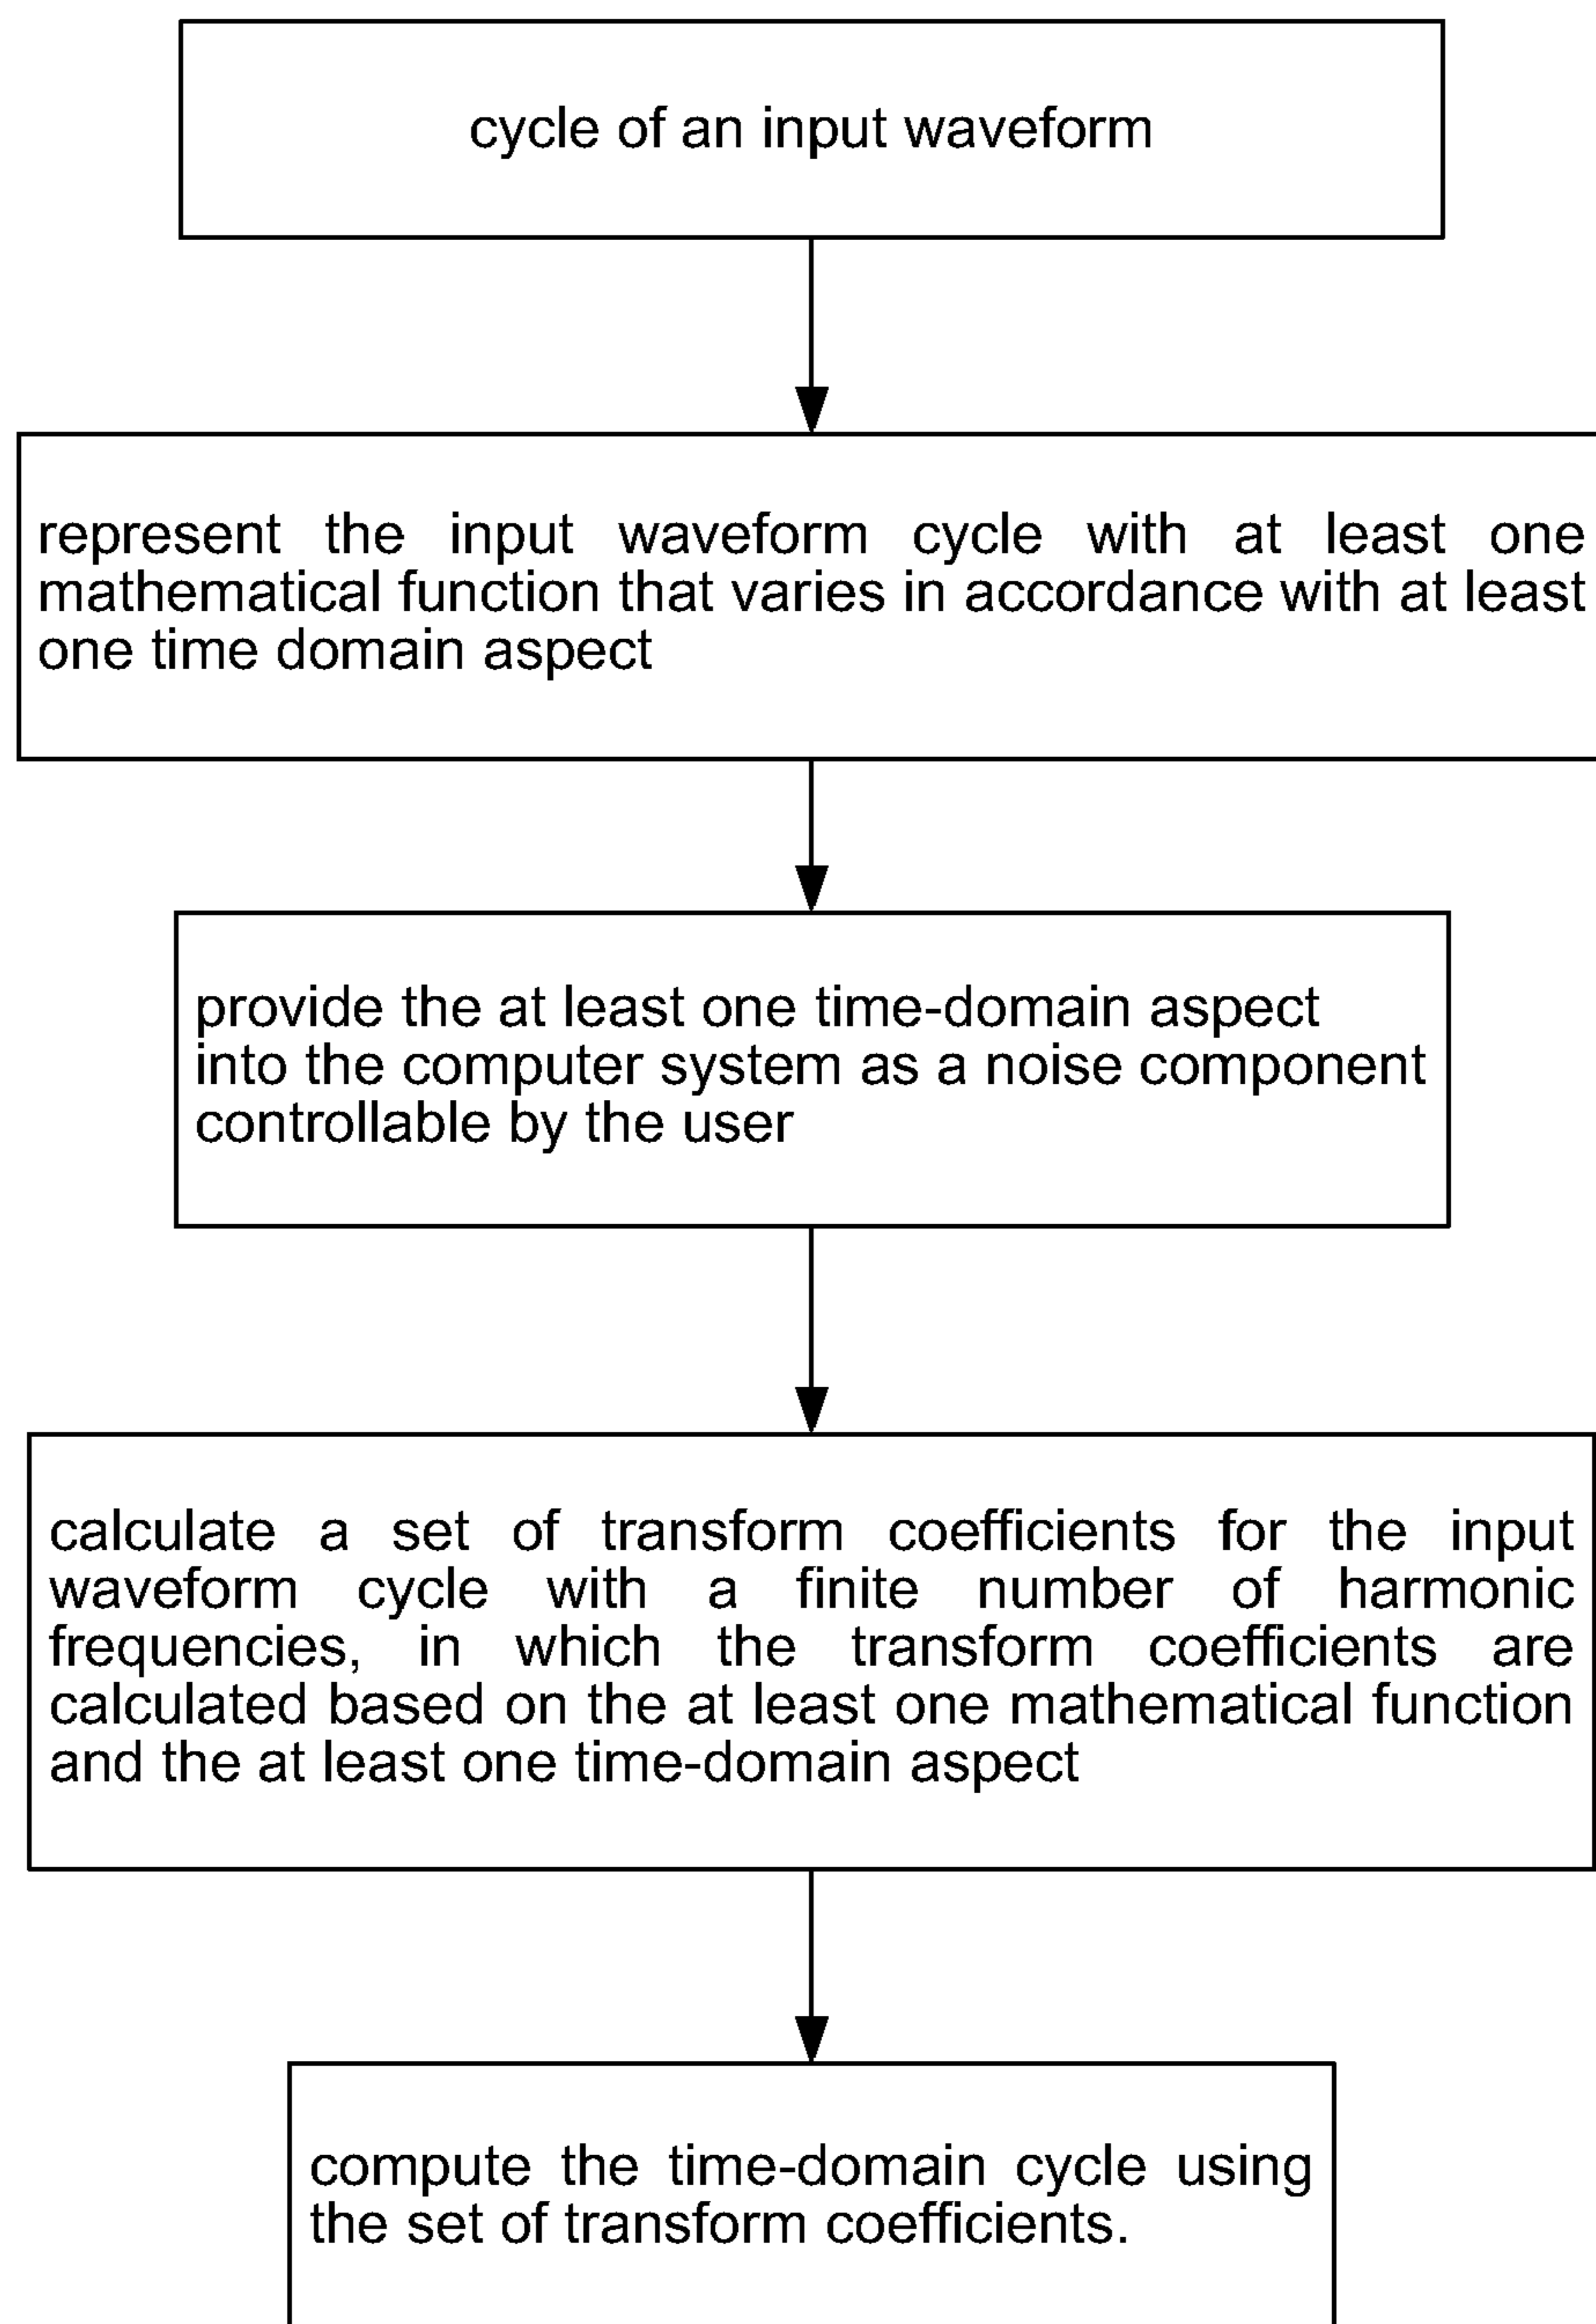 cycle of an input waveform
represent the input waveform cycle with at least one
mathematical function that varies in accordance with at least
one time domain aspect
provide the at least one time-domain aspect
into the computer system as a noise component
controllable by the user
calculate a set of transform coefficients for the input
waveform cycle with a finite number of harmonic
frequencies, in which the transform coefficients are
calculated based on the at least one mathematical function
and the at least one time-domain aspect
compute the time-domain cycle using
the set of transform coefficients.